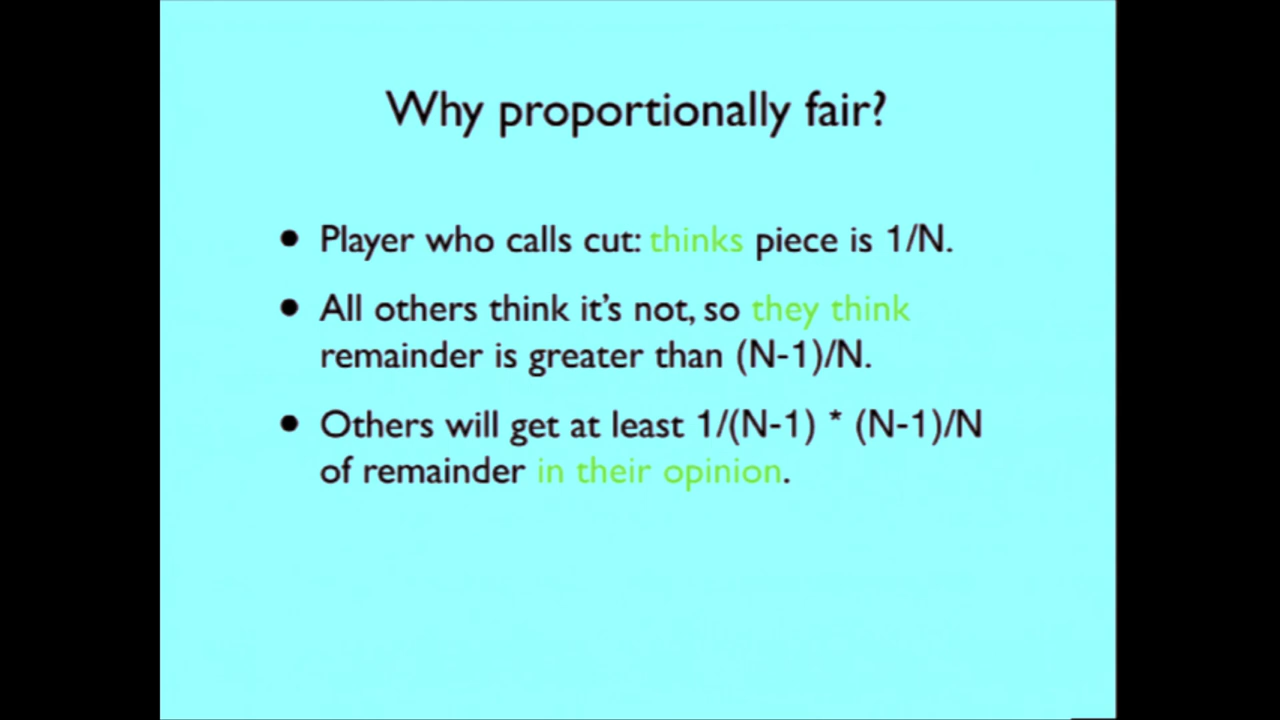 Why proportionally fair?
• Player who calls cut: thinks piece is 1/N.
• All others think it's not, so they think
remainder is greater than (N-1)/N.
• Others will get at least 1/(N-1) * (N-1)/N
of remainder in their opinion.